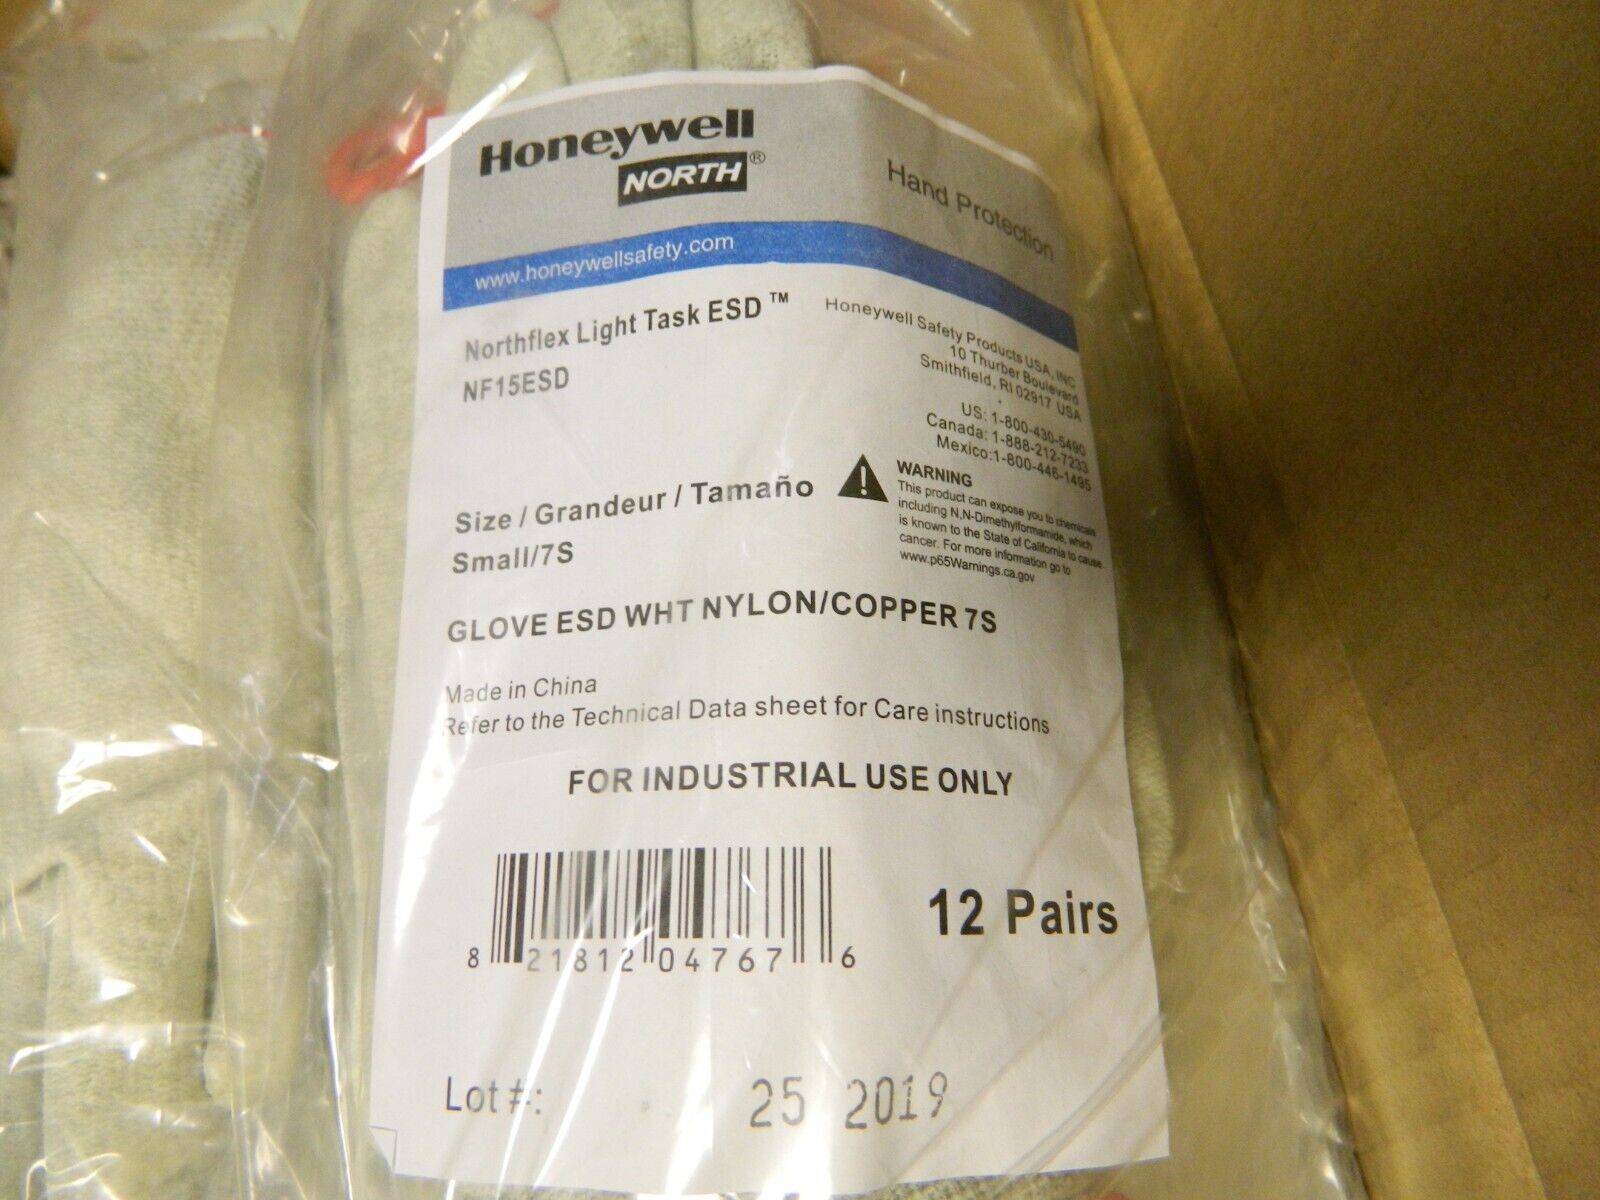 Honeywell
NORTH®
Hand Protection
www.honeywellsafety.com
Northflex Light Task ESD™
NF15ESD
Honeywell Safety Products USA, INC
10 Thurber Boulevard
Smithfield, RI 02917 USA
US: 1-800-430-5490
Canada: 1-888-212-7233
Mexico:1-800-446-1495
Size / Grandeur / Tamaño
Small/7S
WARNING
This product can expose you to chemicals
including N,N-Dimethylformamide, which
is known to the State of California to cause
cancer. For more information go to
www.p65Warnings.ca.gov
GLOVE ESD WHT NYLON/COPPER 7S
Made in China
Refer to the Technical Data sheet for Care instructions
FOR INDUSTRIAL USE ONLY
8 21812 04767 6
12 Pairs
Lot #: 25 2019